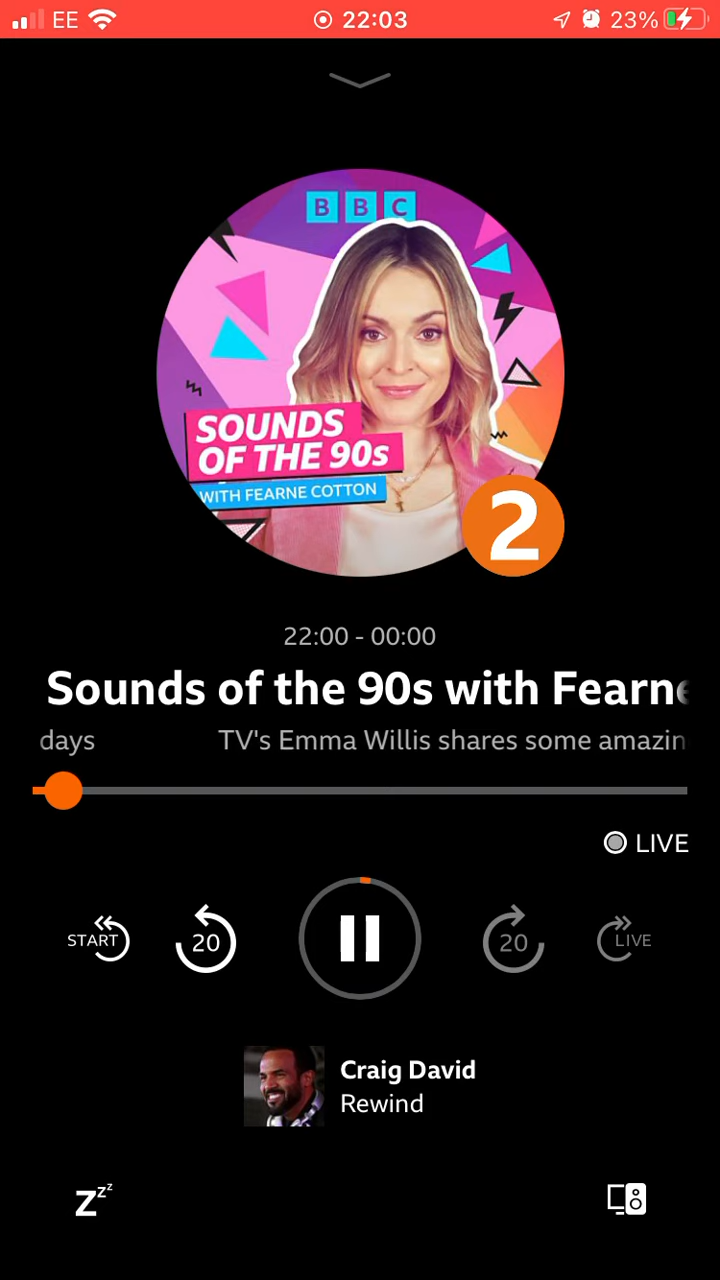 EE 22:03 23%
BBC
SOUNDS
OF THE 90s
WITH FEARNE COTTON
2
22:00 - 00:00
Sounds of the 90s with Fearne
days TV's Emma Willis shares some amazin
LIVE
START 20 20 LIVE
Craig David
Rewind
Zzz